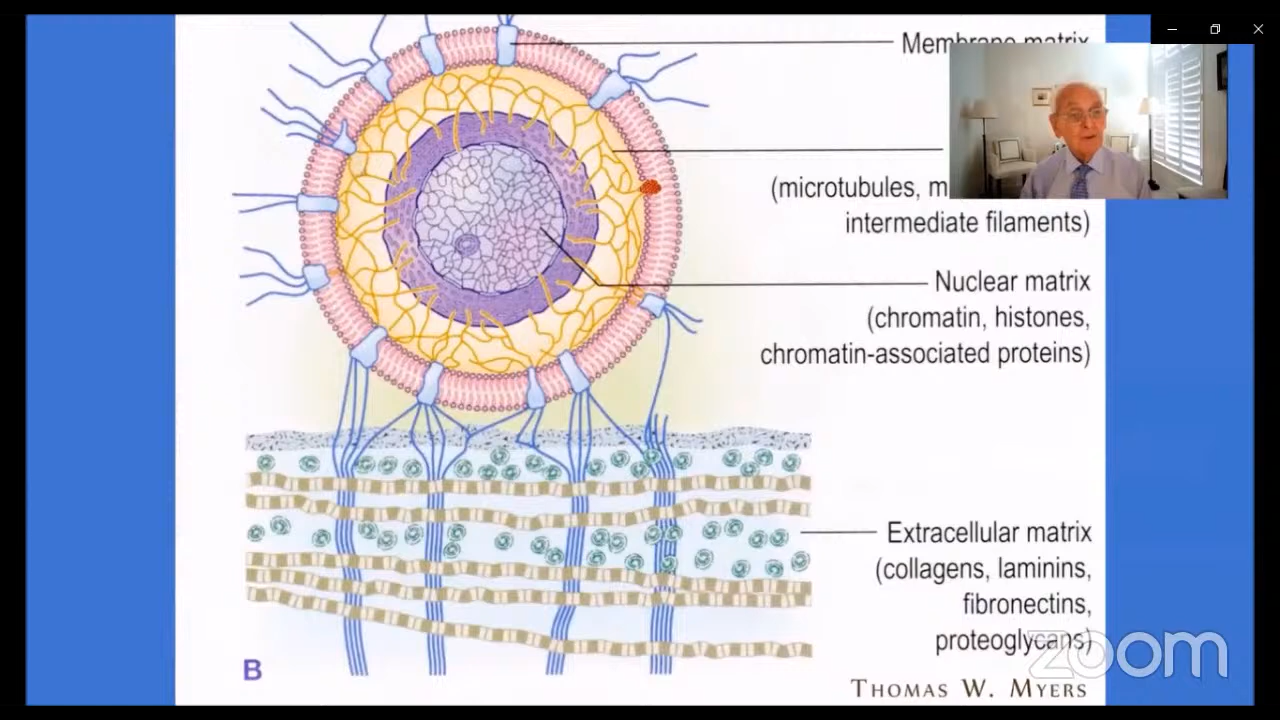 Membrane matrix
(microtubules, m
intermediate filaments)
Nuclear matrix
(chromatin, histones,
chromatin-associated proteins)
Extracellular matrix
(collagens, laminins,
fibronectins,
proteoglycans)
zoom
B
THOMAS W. MYERS